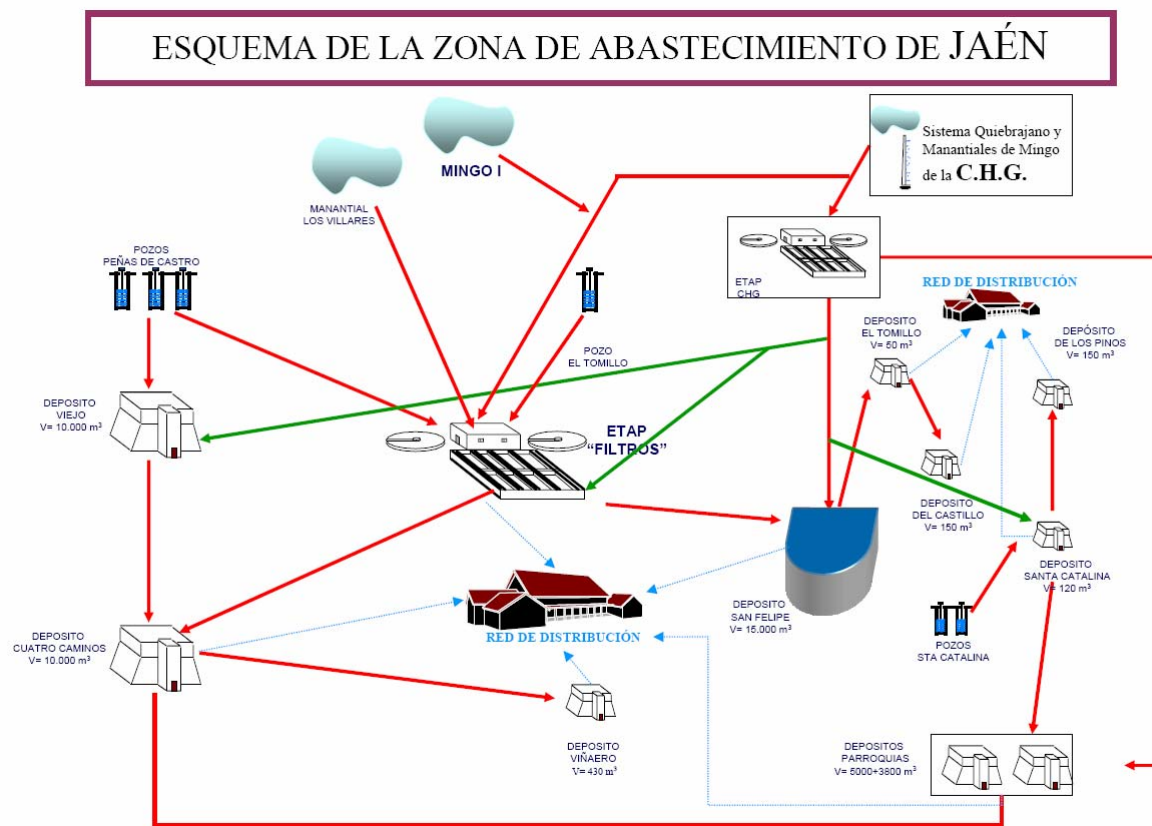 ESQUEMA DE LA ZONA DE ABASTECIMIENTO DE JAÉN
MINGO I
Sistema Quiebrajano y
Manantiales de Mingo
de la C.H.G.
MANANTIAL
LOS VILLARES
POZOS
PEÑAS DE CASTRO
ETAP
CHG
RED DE DISTRIBUCIÓN
DEPOSITO
EL TOMILLO
V= 50 m³
DEPÓSITO
DE LOS PINOS
V= 150 m³
POZO
EL TOMILLO
DEPOSITO
VIEJO
V= 10.000 m³
ETAP
“FILTROS”
DEPOSITO
DEL CASTILLO
V= 150 m³
DEPOSITO
SANTA CATALINA
V= 120 m³
DEPOSITO
SAN FELIPE
V= 15.000 m³
POZOS
STA CATALINA
DEPOSITO
CUATRO CAMINOS
V= 10.000 m³
RED DE DISTRIBUCIÓN
DEPOSITO
VIÑAERO
V= 430 m³
DEPOSITOS
PARROQUIAS
V= 5000+3800 m³